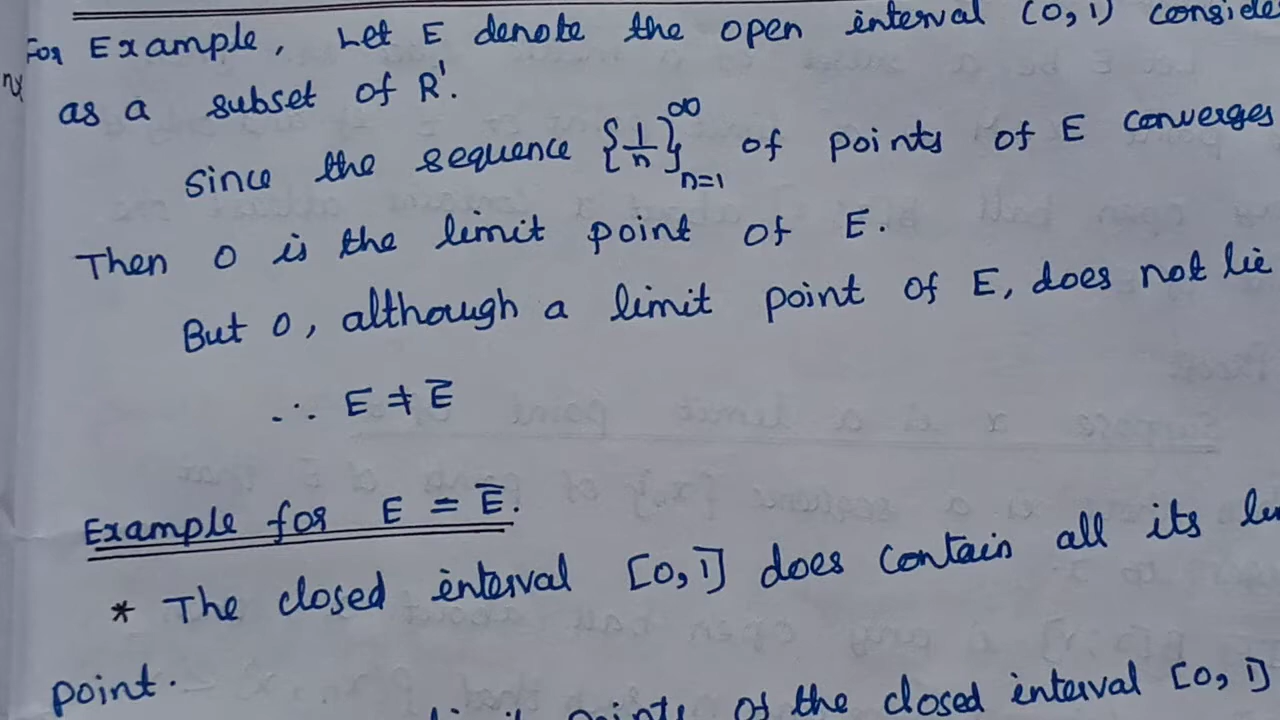 For Example, Let E denote the open interval (0,1)
as a subset of R'.
Since the sequence {1/n}_{n=1}^∞ of points of E converges
Then 0 is the limit point of E.
But 0, although a limit point of E, does not lie
∴ E ≠ E̅
Example for E = E̅.
* The closed interval [0,1] does contain all its
point.
points of the closed interval [0,1]